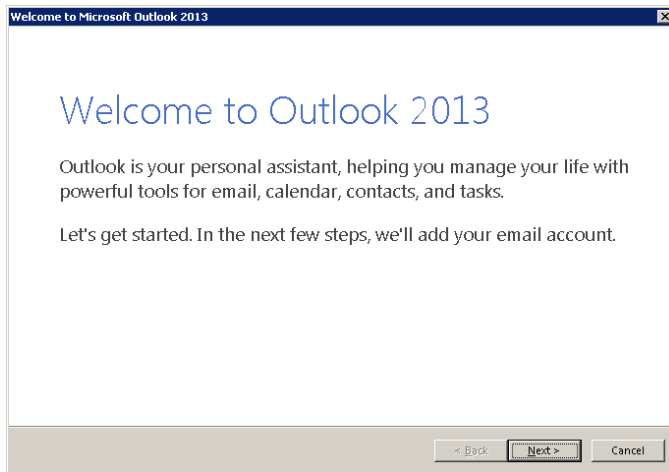 Welcome to Microsoft Outlook 2013
Welcome to Outlook 2013
Outlook is your personal assistant, helping you manage your life with
powerful tools for email, calendar, contacts, and tasks.
Let's get started. In the next few steps, we'll add your email account.
< Back Next > Cancel